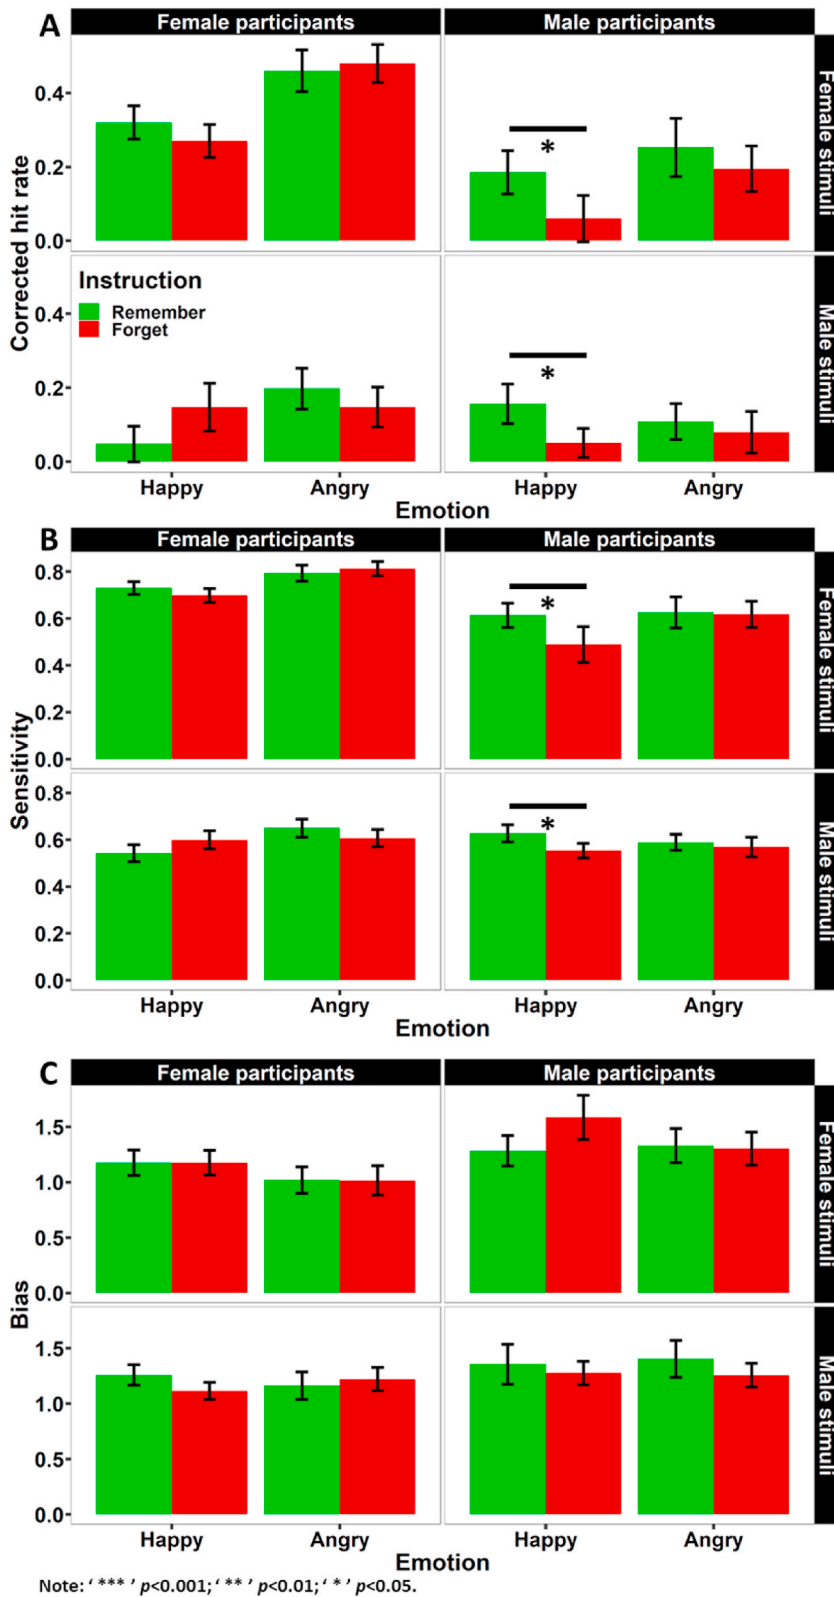 A
Female participants Male participants
Corrected hit rate
0.4
0.2
0.0
Female stimuli
*
Instruction
Remember
Forget
0.4
0.2
0.0
Male stimuli
*
Happy Angry Happy Angry
Emotion
B
Female participants Male participants
Sensitivity
0.8
0.6
0.4
0.2
0.0
Female stimuli
*
0.8
0.6
0.4
0.2
0.0
Male stimuli
*
Happy Angry Happy Angry
Emotion
C
Female participants Male participants
Bias
1.5
1.0
0.5
0.0
Female stimuli
1.5
1.0
0.5
0.0
Male stimuli
Happy Angry Happy Angry
Emotion
Note: ‘ *** ’ p<0.001; ‘ ** ’ p<0.01; ‘ * ’ p<0.05.